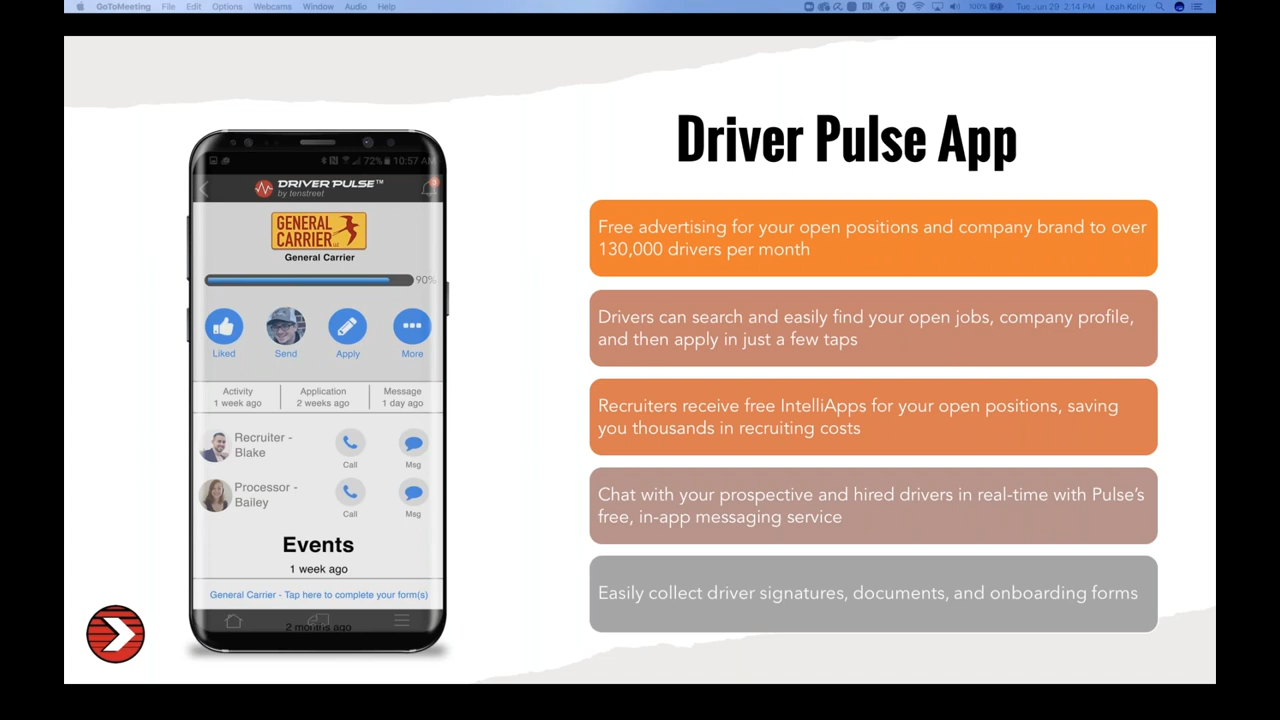 GoToMeeting File Edit Options Webcams Window Audio Help
100% Tue Jun 29 2:14 PM Leah Kelly
Driver Pulse App
72% 10:57 AM
DRIVER PULSE™
by tenstreet
GENERAL
CARRIER
General Carrier
90%
Liked Send Apply More
Activity Application Message
1 week ago 2 weeks ago 1 day ago
Recruiter -
Blake
Call Msg
Processor -
Bailey
Call Msg
Events
1 week ago
General Carrier - Tap here to complete your form(s)
2 months ago
Free advertising for your open positions and company brand to over
130,000 drivers per month
Drivers can search and easily find your open jobs, company profile,
and then apply in just a few taps
Recruiters receive free IntelliApps for your open positions, saving
you thousands in recruiting costs
Chat with your prospective and hired drivers in real-time with Pulse’s
free, in-app messaging service
Easily collect driver signatures, documents, and onboarding forms